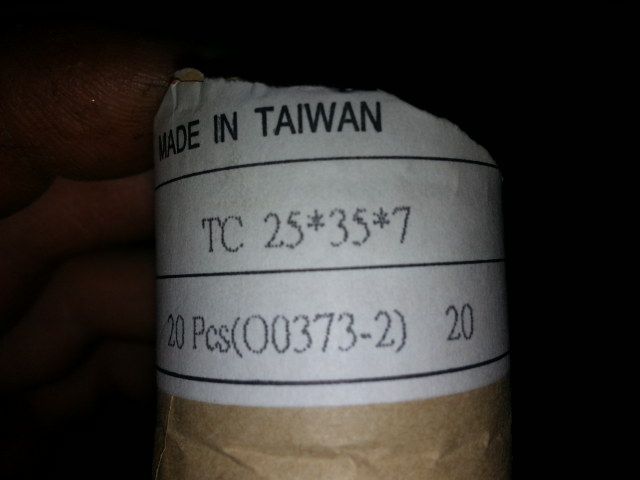 MADE IN TAIWAN
TC 25*35*7
20 Pcs(O0373-2) 20